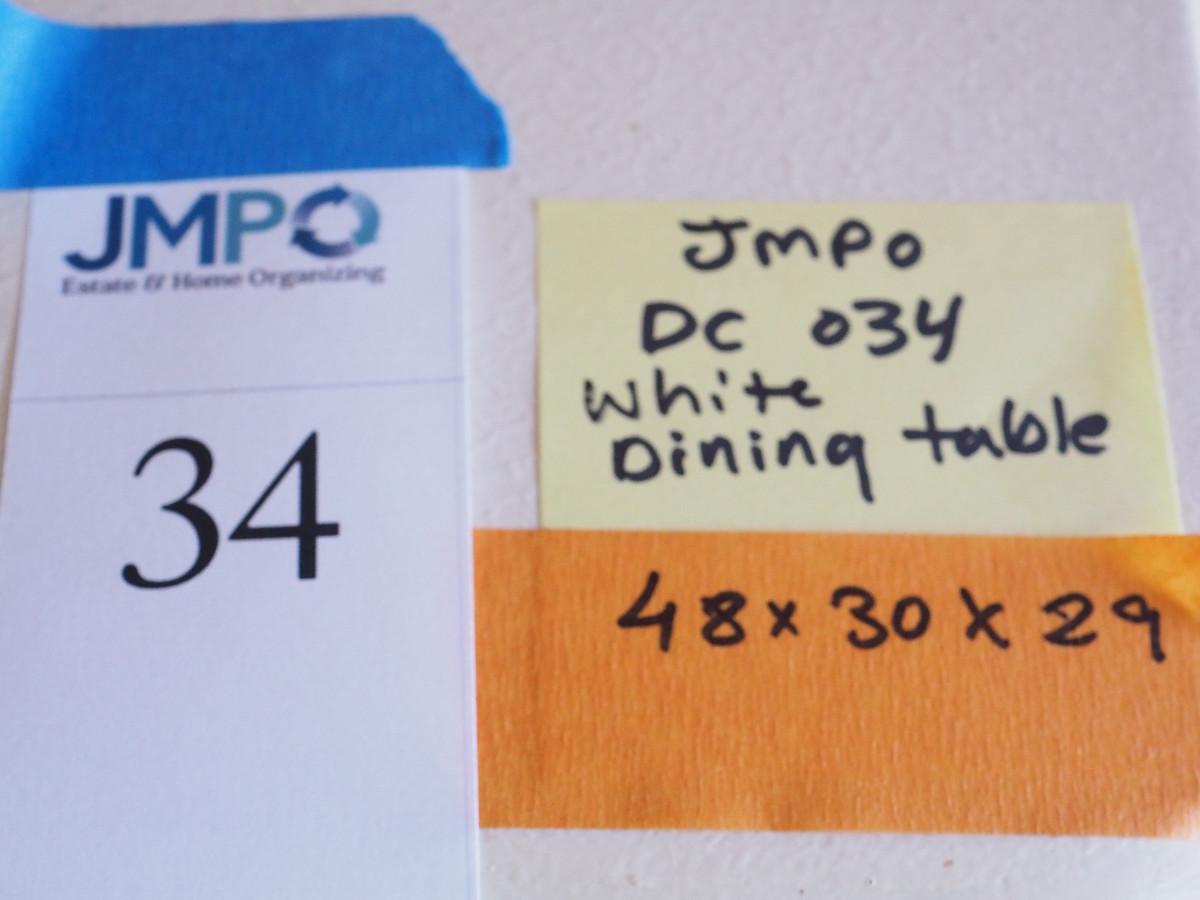 JMPO
Estate & Home Organizing
34
JmPo
DC 034
White
Dining table
48 x 30 x 29